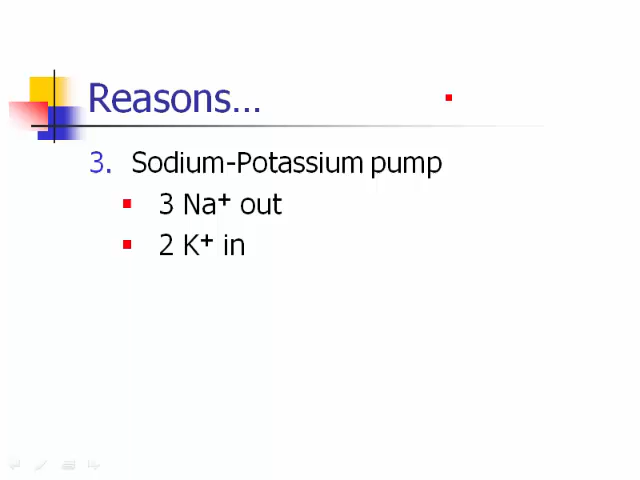 Reasons...
3. Sodium-Potassium pump
3 Na⁺ out
2 K⁺ in